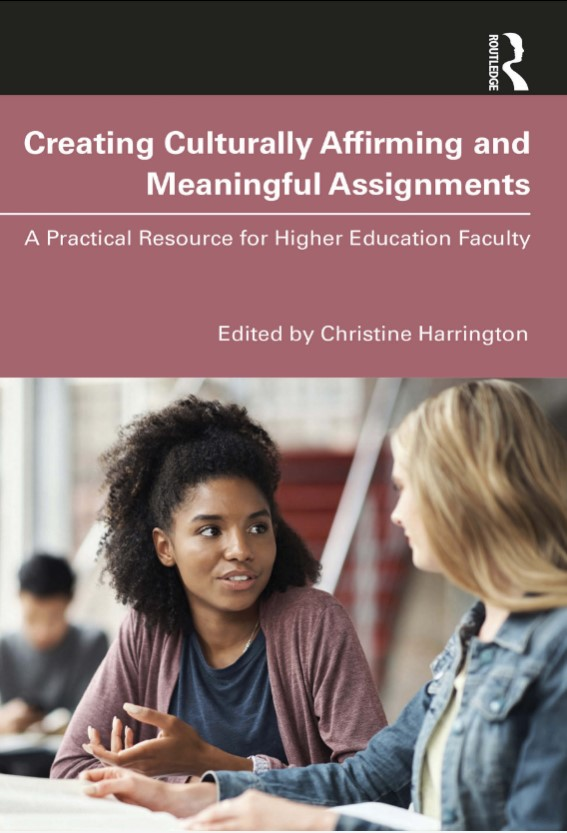 ROUTLEDGE
Creating Culturally Affirming and
Meaningful Assignments
A Practical Resource for Higher Education Faculty
Edited by Christine Harrington